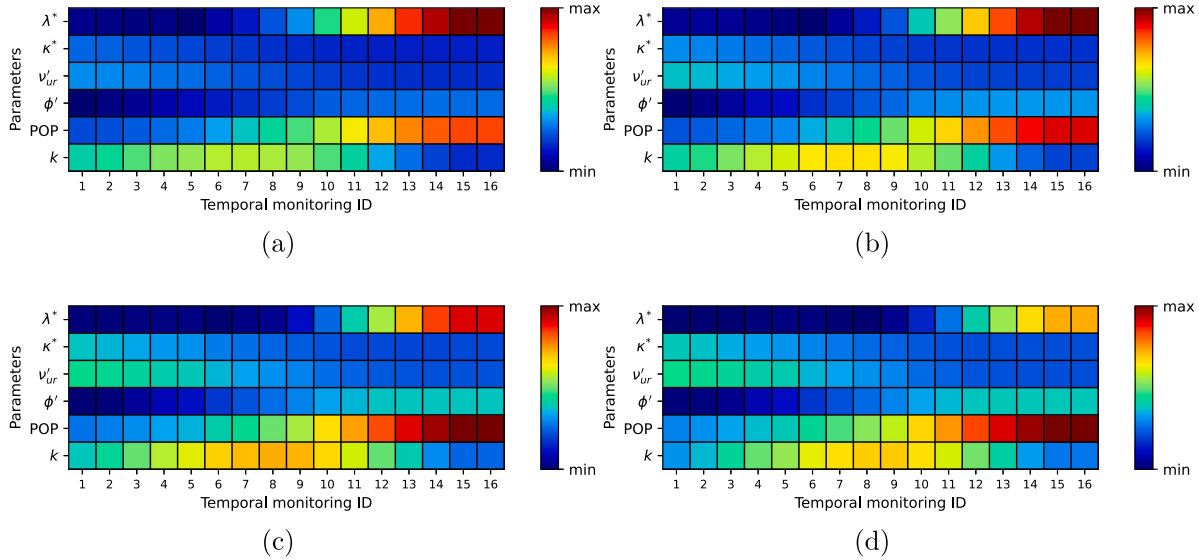 λ*
κ*
ν′ur
ϕ′
POP
k
Parameters
1 2 3 4 5 6 7 8 9 10 11 12 13 14 15 16
Temporal monitoring ID
max
min
(a)
λ*
κ*
ν′ur
ϕ′
POP
k
Parameters
1 2 3 4 5 6 7 8 9 10 11 12 13 14 15 16
Temporal monitoring ID
max
min
(b)
λ*
κ*
ν′ur
ϕ′
POP
k
Parameters
1 2 3 4 5 6 7 8 9 10 11 12 13 14 15 16
Temporal monitoring ID
max
min
(c)
λ*
κ*
ν′ur
ϕ′
POP
k
Parameters
1 2 3 4 5 6 7 8 9 10 11 12 13 14 15 16
Temporal monitoring ID
max
min
(d)